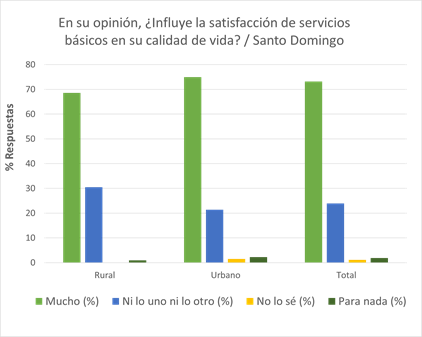 En su opinión, ¿Influye la satisfacción de servicios
básicos en su calidad de vida? / Santo Domingo
% Respuestas
80
70
60
50
40
30
20
10
0
Rural Urbano Total
Mucho (%) Ni lo uno ni lo otro (%) No lo sé (%) Para nada (%)